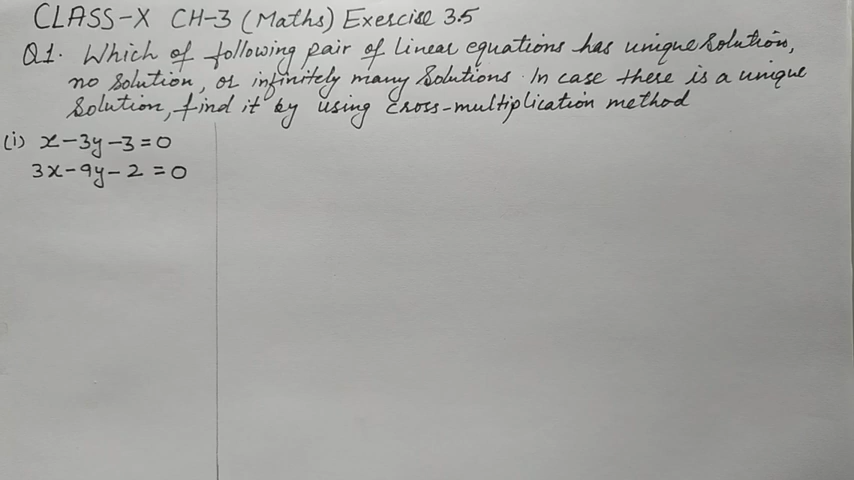 CLASS-X CH-3 (Maths) Exercise 3.5
Q1. Which of following pair of linear equations has unique solution,
no solution, or infinitely many solutions. In case there is a unique
solution, find it by using cross-multiplication method
(i) x-3y-3=0
3x-9y-2=0